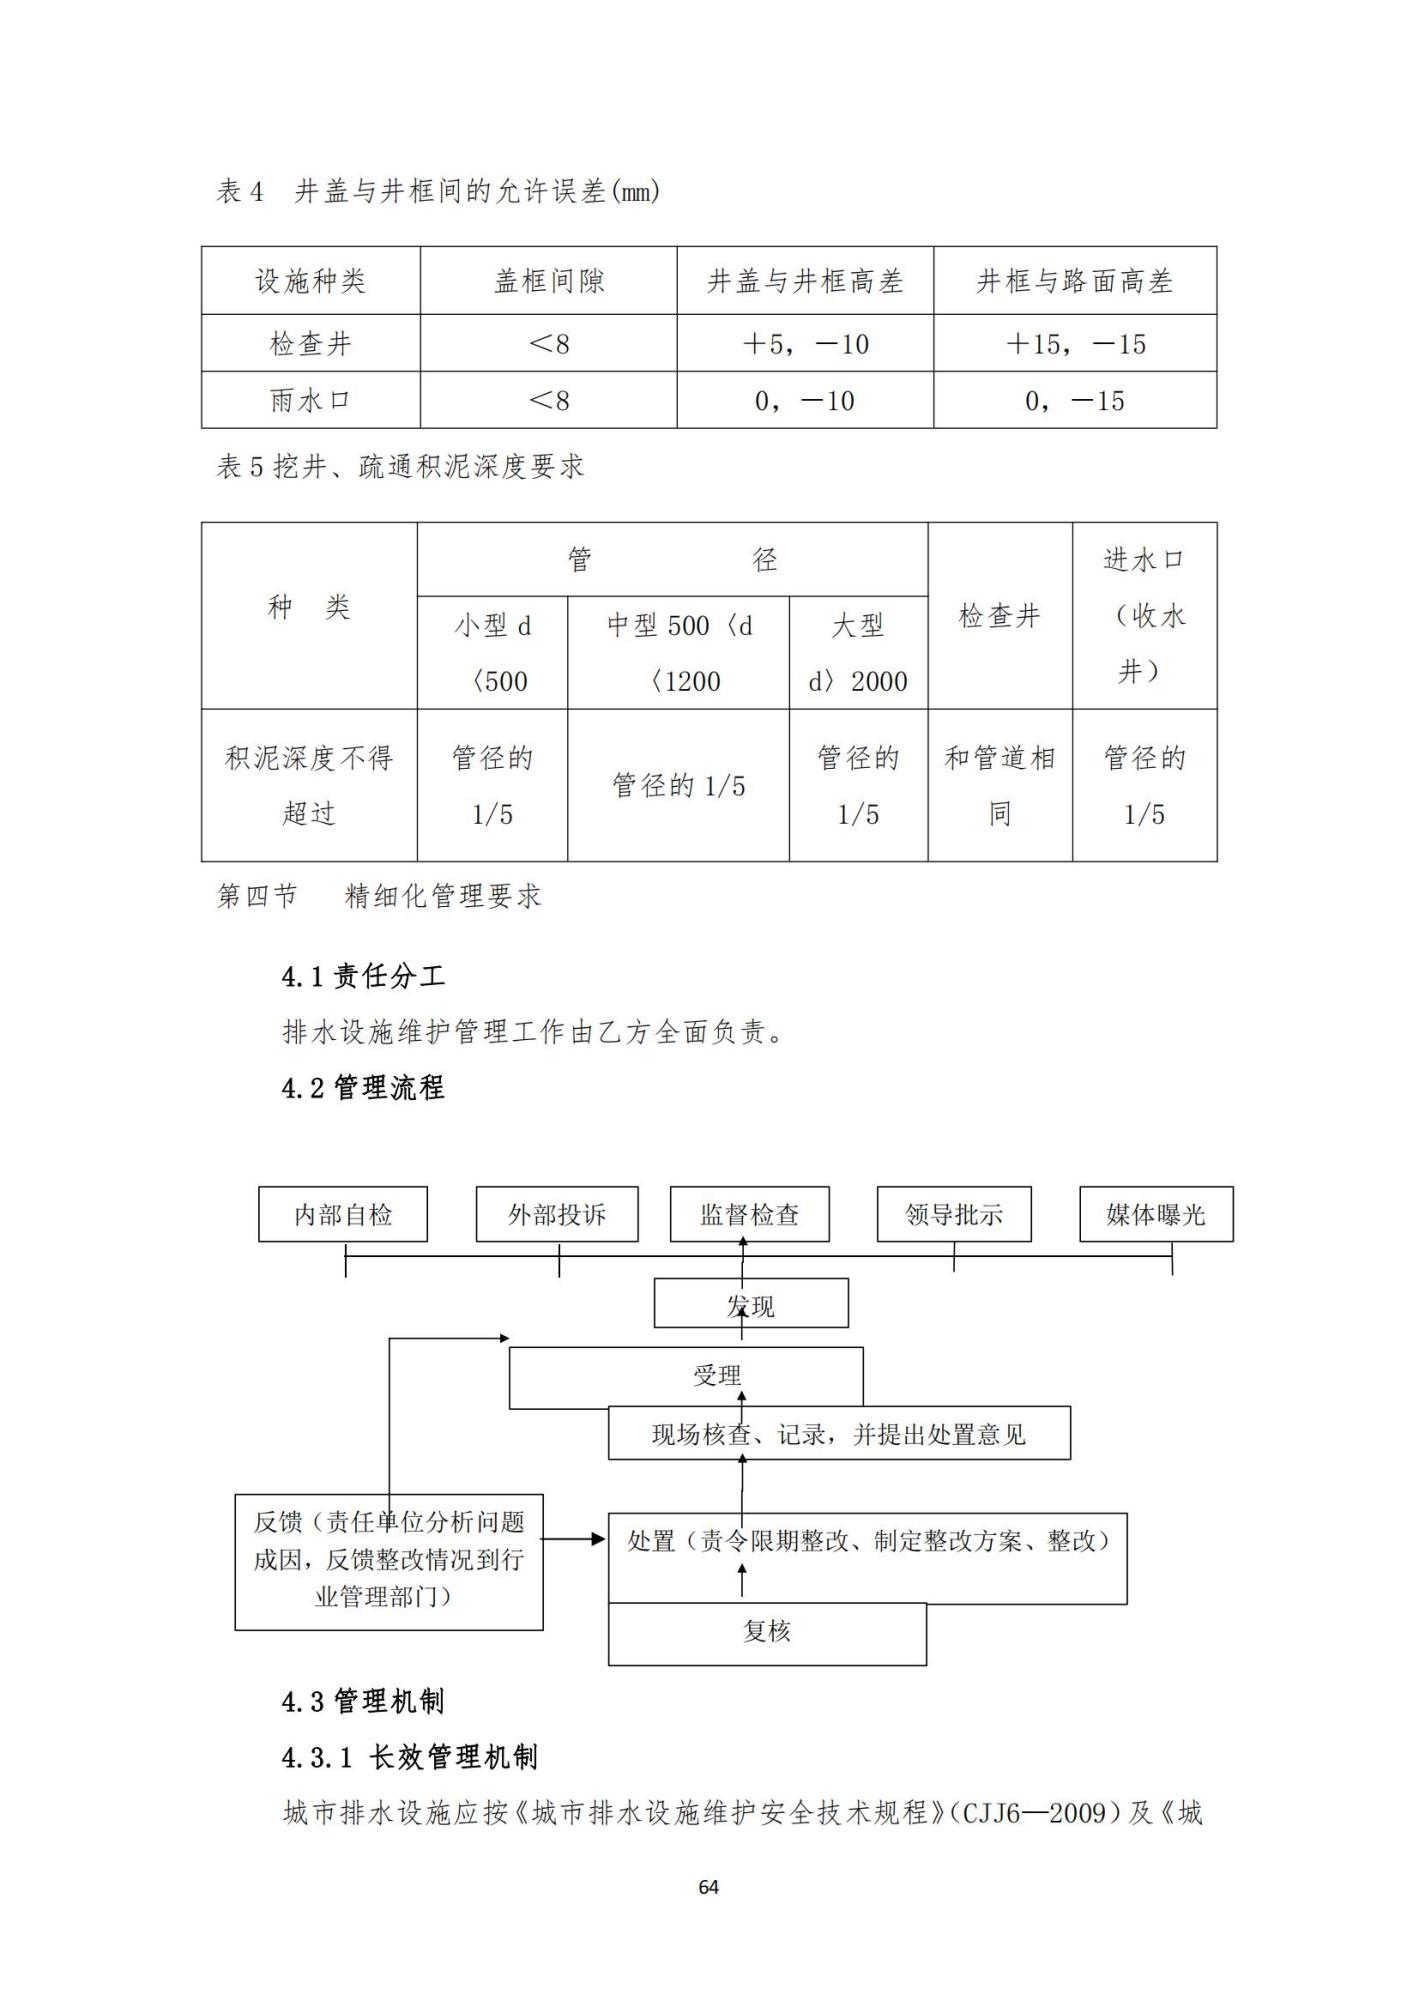 表 4 井盖与井框间的允许误差(mm)
设施种类 盖框间隙 井盖与井框高差 井框与路面高差
检查井 ＜8 ＋5，－10 ＋15，－15
雨水口 ＜8 0，－10 0，－15
表 5 挖井、疏通积泥深度要求
种 类
管 径
小型 d
〈500
中型 500〈d
〈1200
大型
d〉2000
检查井
进水口
（收水
井）
积泥深度不得
超过
管径的
1/5
管径的 1/5
管径的
1/5
和管道相
同
管径的
1/5
第四节 精细化管理要求
4.1 责任分工
排水设施维护管理工作由乙方全面负责。
4.2 管理流程
内部自检 外部投诉 监督检查 领导批示 媒体曝光
发现
受理
现场核查、记录，并提出处置意见
反馈（责任单位分析问题
成因，反馈整改情况到行
业管理部门）
处置（责令限期整改、制定整改方案、整改）
复核
4.3 管理机制
4.3.1 长效管理机制
城市排水设施应按《城市排水设施维护安全技术规程》（CJJ6—2009）及《城
64